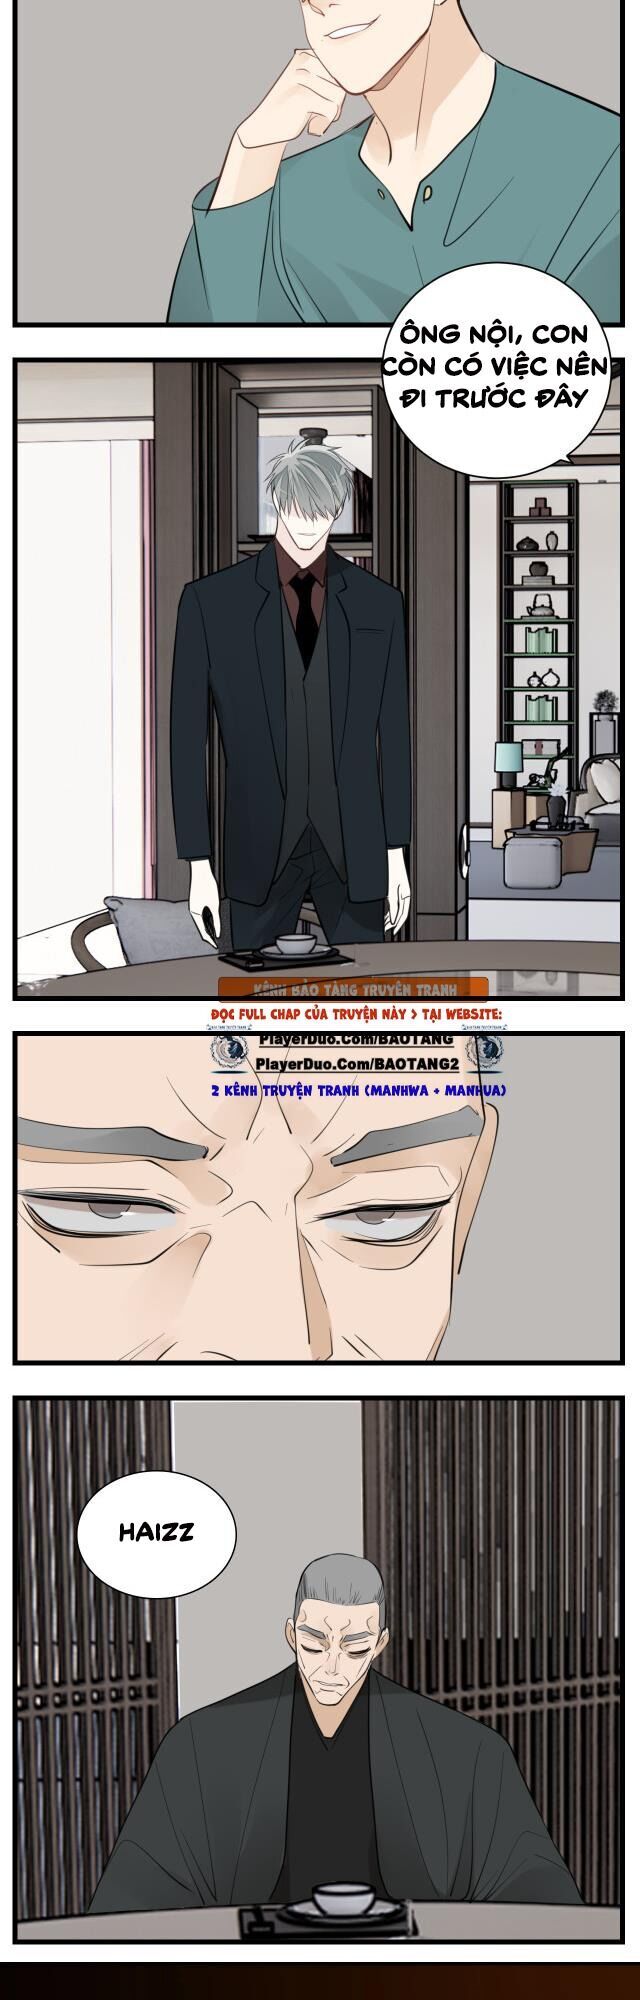 ÔNG NỘI, CON
CÒN CÓ VIỆC NÊN
ĐI TRƯỚC ĐÂY
KÊNH BẢO TÀNG TRUYỆN TRANH
ĐỌC FULL CHAP CỦA TRUYỆN NÀY > TẠI WEBSITE:
PlayerDuo.Com/BAOTANG
PlayerDuo.Com/BAOTANG2
2 KÊNH TRUYỆN TRANH (MANHWA + MANHUA)
HAIZZ